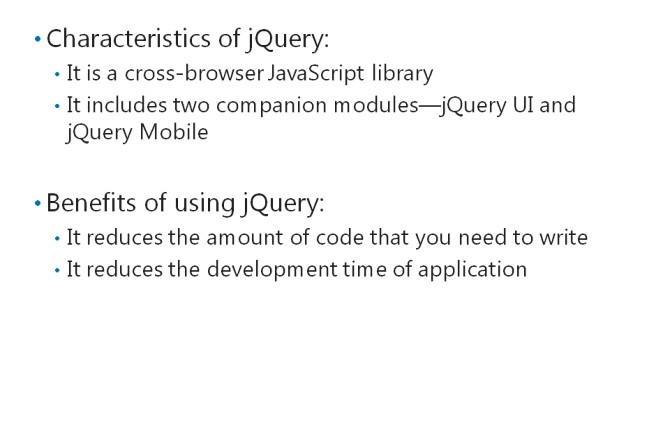 • Characteristics of jQuery:
• It is a cross-browser JavaScript library
• It includes two companion modules—jQuery UI and
jQuery Mobile
• Benefits of using jQuery:
• It reduces the amount of code that you need to write
• It reduces the development time of application